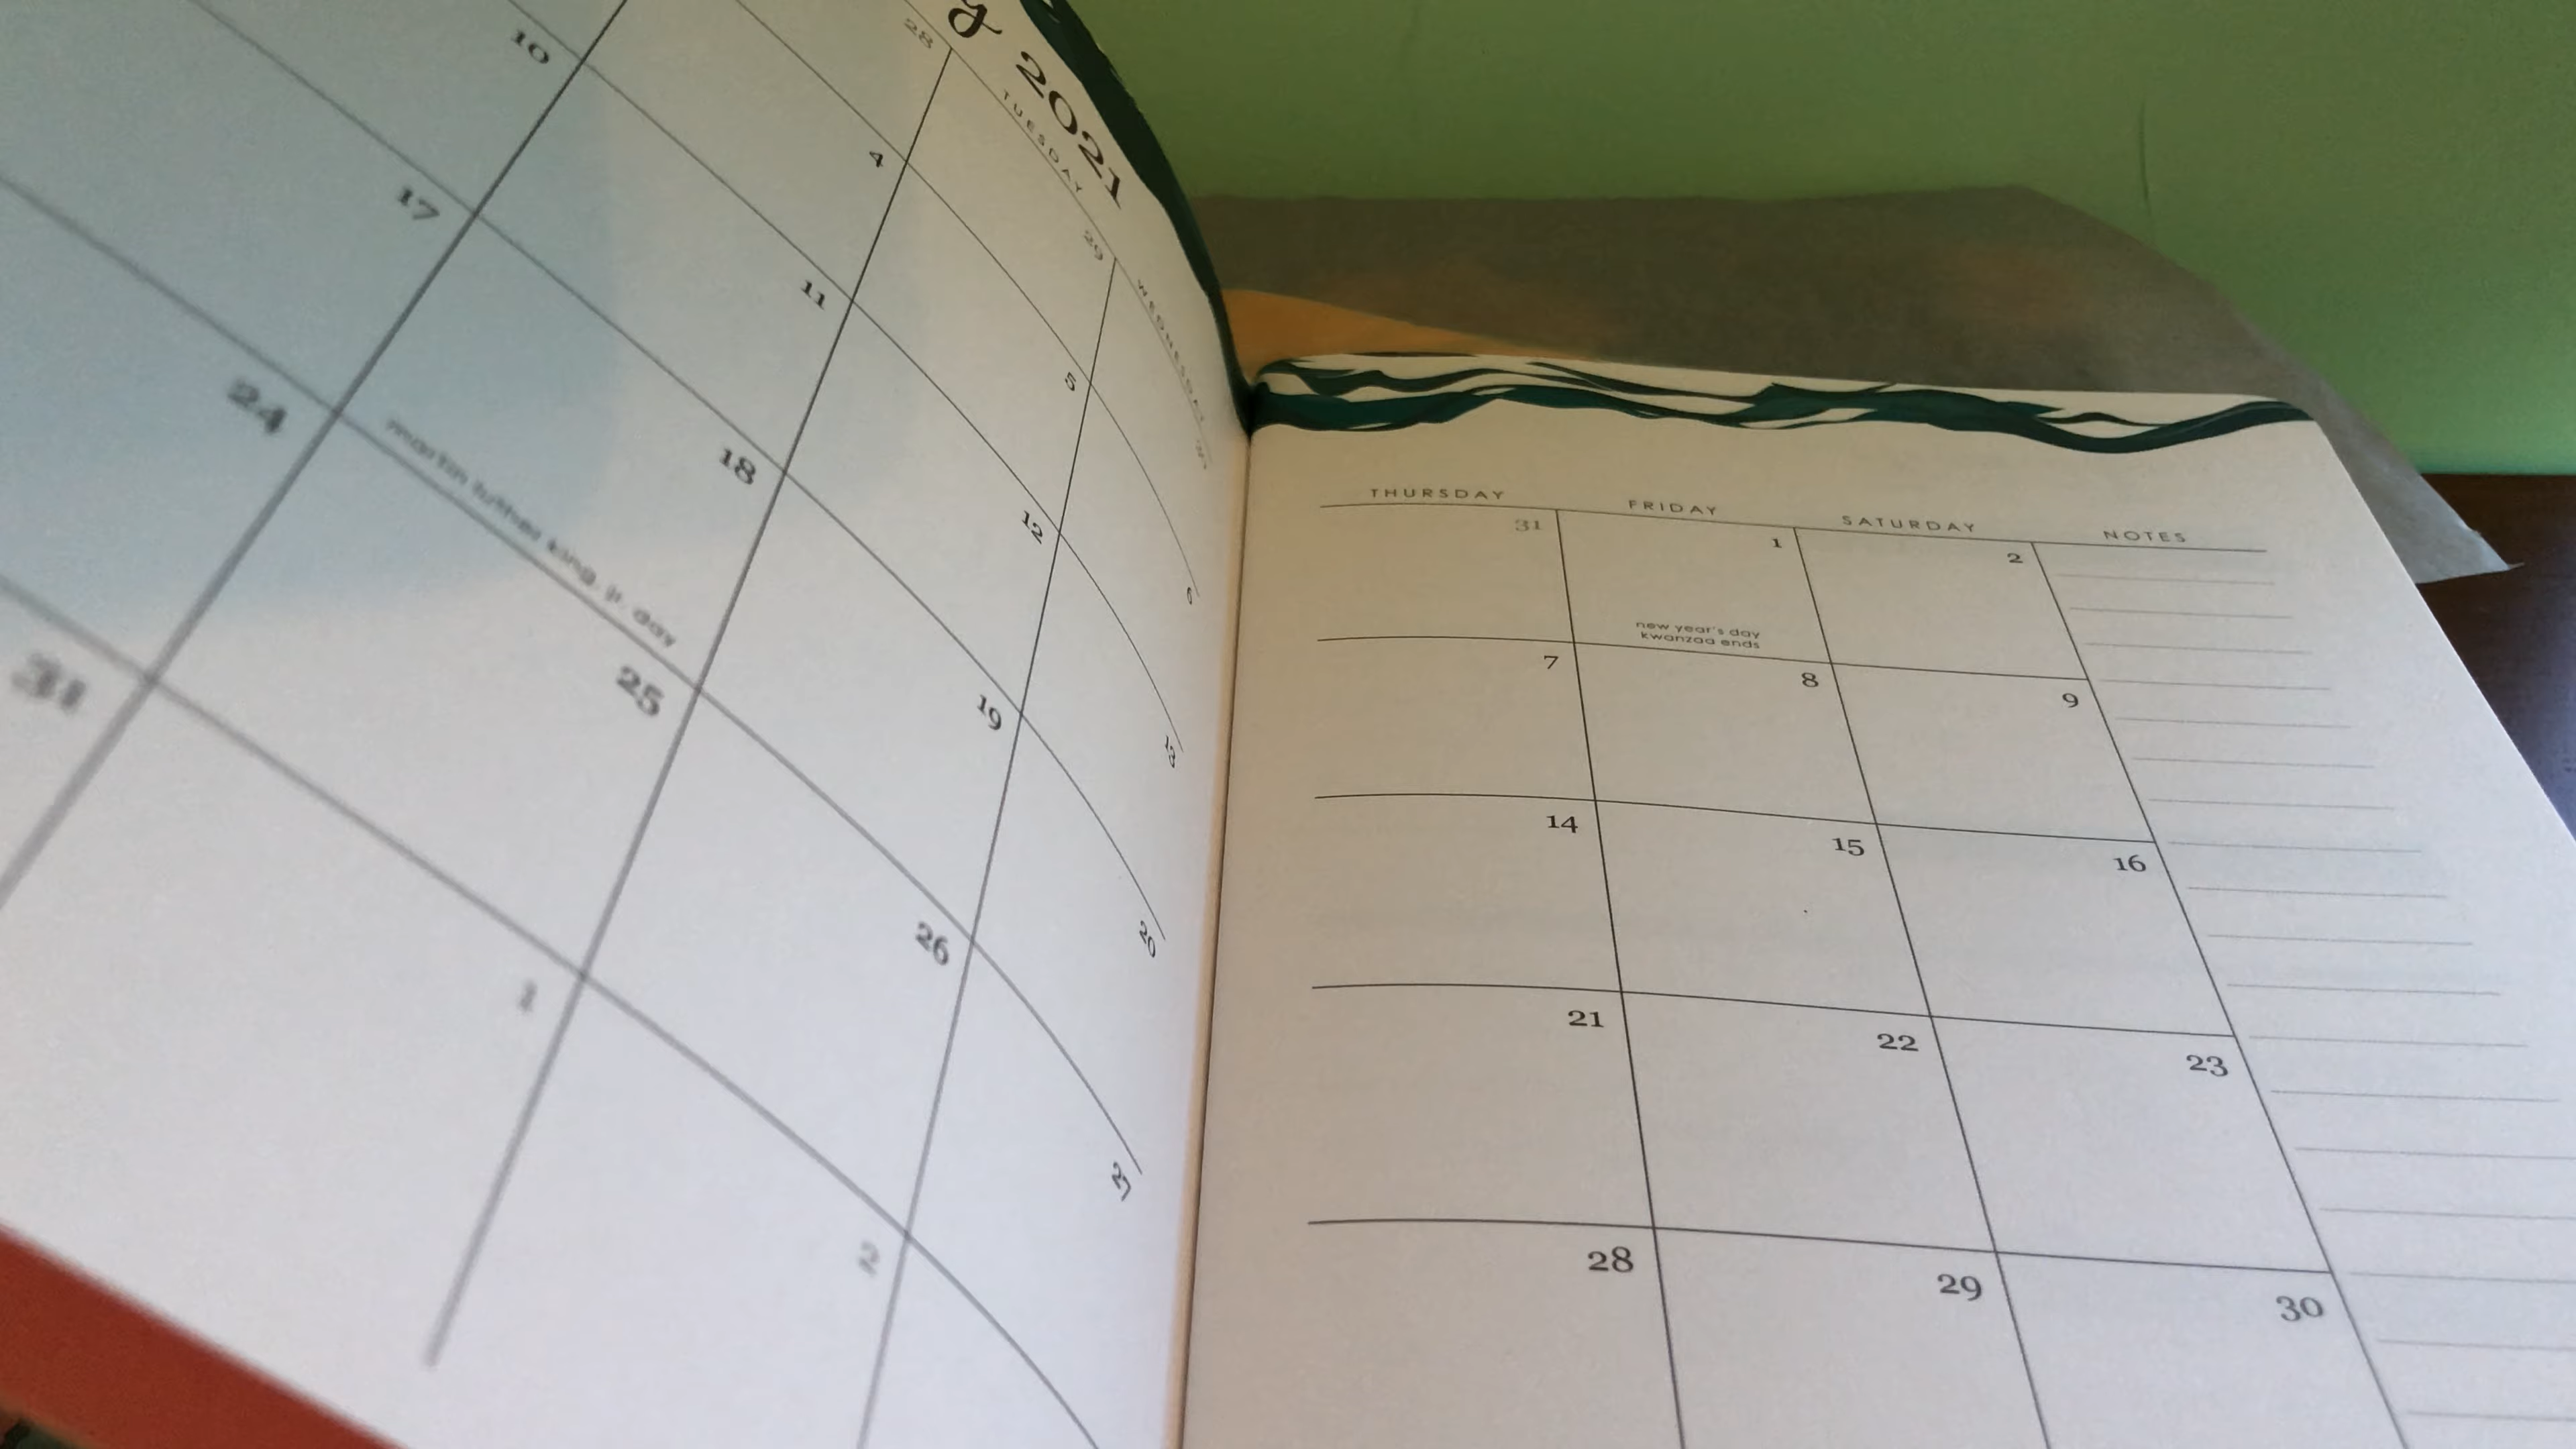 y 2021
TUESDAY
WEDNESDAY
28
29
4
5
6
10
11
12
13
17
18
19
20
martin luther king, jr. day
24
25
26
27
31
1
2
THURSDAY FRIDAY SATURDAY NOTES
31 1 2
new year's day
kwanzaa ends
7 8 9
14 15 16
21 22 23
28 29 30